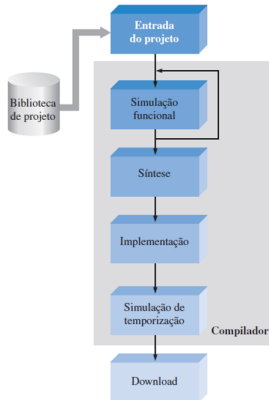 Entrada
do projeto
Biblioteca
de projeto
Simulação
funcional
Síntese
Implementação
Simulação de
temporização
Compilador
Download